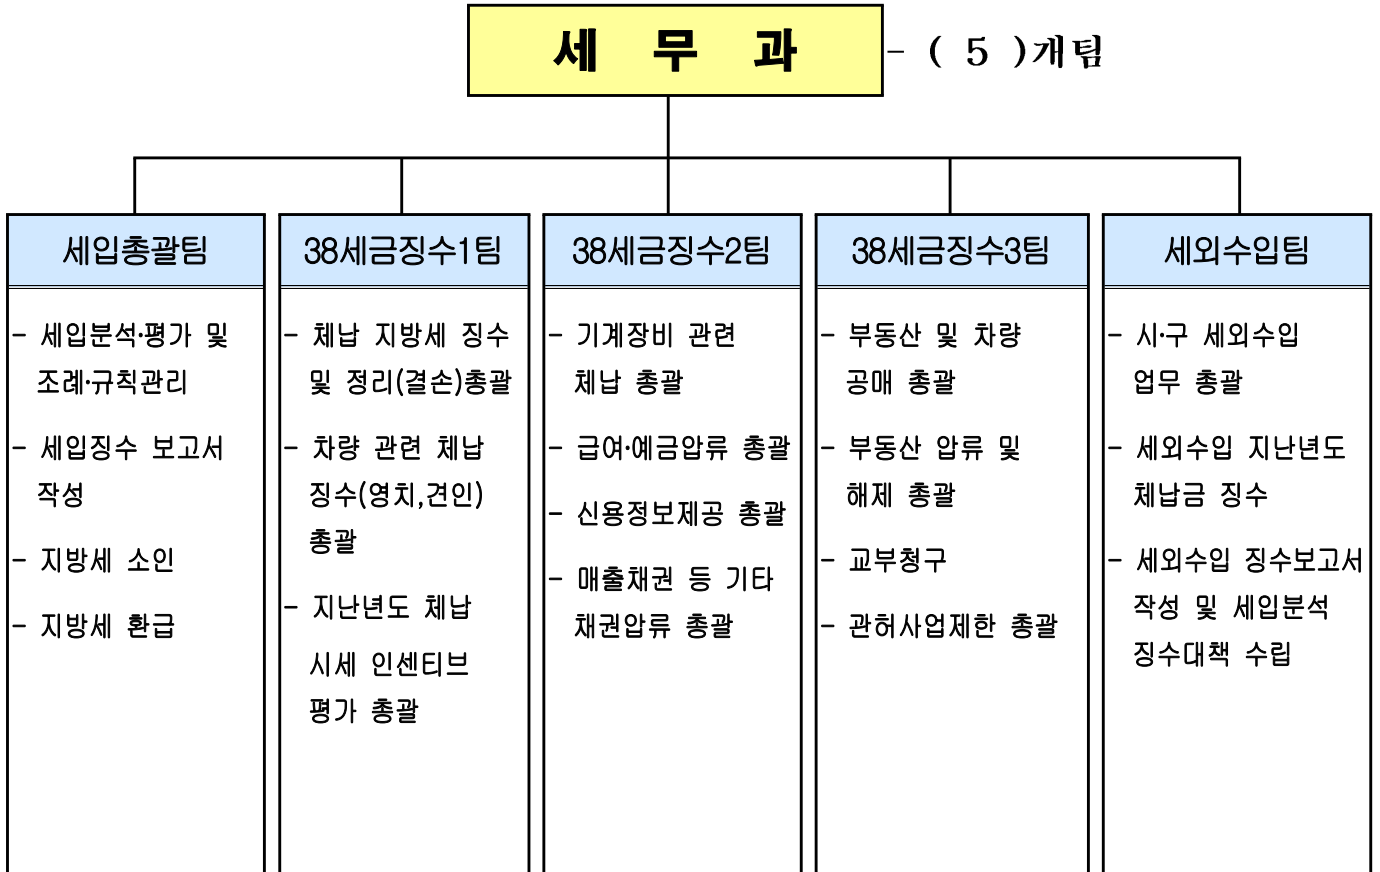 세 무 과 - ( 5 )개팀
세입총괄팀
- 세입분석·평가 및
조례·규칙관리
- 세입징수 보고서
작성
- 지방세 소인
- 지방세 환급
38세금징수1팀
- 체납 지방세 징수
및 정리(결손)총괄
- 차량 관련 체납
징수(영치,견인)
총괄
- 지난년도 체납
시세 인센티브
평가 총괄
38세금징수2팀
- 기계장비 관련
체납 총괄
- 급여·예금압류 총괄
- 신용정보제공 총괄
- 매출채권 등 기타
채권압류 총괄
38세금징수3팀
- 부동산 및 차량
공매 총괄
- 부동산 압류 및
해제 총괄
- 교부청구
- 관허사업제한 총괄
세외수입팀
- 시·구 세외수입
업무 총괄
- 세외수입 지난년도
체납금 징수
- 세외수입 징수보고서
작성 및 세입분석
징수대책 수립